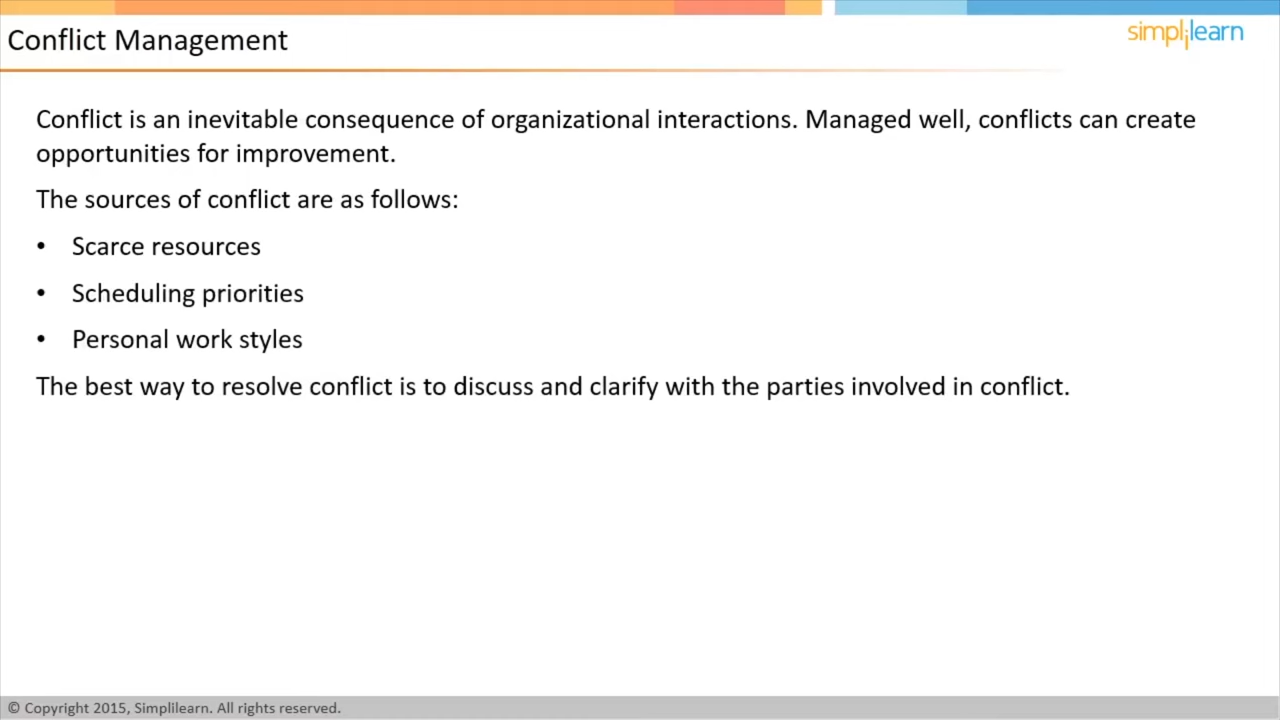 Conflict Management
simplilearn
Conflict is an inevitable consequence of organizational interactions. Managed well, conflicts can create
opportunities for improvement.
The sources of conflict are as follows:
• Scarce resources
• Scheduling priorities
• Personal work styles
The best way to resolve conflict is to discuss and clarify with the parties involved in conflict.
© Copyright 2015, Simplilearn. All rights reserved.